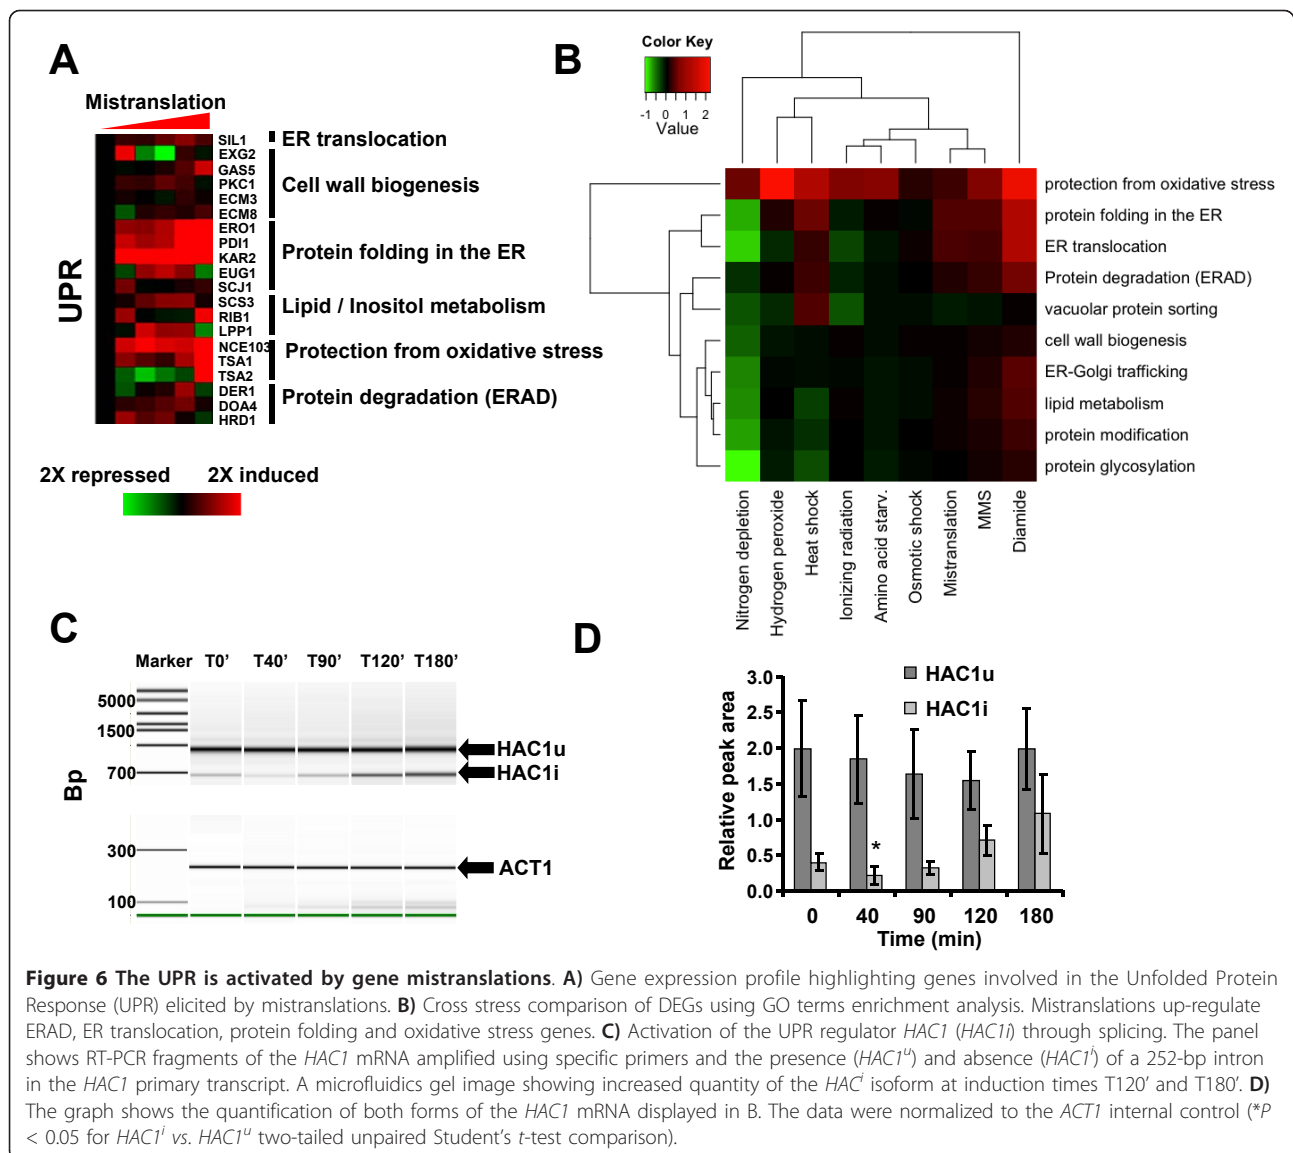 A
Mistranslation
UPR
SIL1
EXG2
GAS5
PKC1
ECM3
ECM8
ERO1
PDI1
KAR2
EUG1
SCJ1
SCS3
RIB1
LPP1
NCE103
TSA1
TSA2
DER1
DOA4
HRD1
ER translocation
Cell wall biogenesis
Protein folding in the ER
Lipid / Inositol metabolism
Protection from oxidative stress
Protein degradation (ERAD)
2X repressed 2X induced
B
Color Key
-1 0 1 2
Value
protection from oxidative stress
protein folding in the ER
ER translocation
Protein degradation (ERAD)
vacuolar protein sorting
cell wall biogenesis
ER-Golgi trafficking
lipid metabolism
protein modification
protein glycosylation
Nitrogen depletion
Hydrogen peroxide
Heat shock
Ionizing radiation
Amino acid starv.
Osmotic shock
Mistranslation
MMS
Diamide
C
Marker T0' T40' T90' T120' T180'
Bp
5000
1500
700
300
100
HAC1u
HAC1i
ACT1
D
HAC1u
HAC1i
Relative peak area
3.0
2.5
2.0
1.5
1.0
0.5
0.0
*
0 40 90 120 180
Time (min)
Figure 6 The UPR is activated by gene mistranslations. A) Gene expression profile highlighting genes involved in the Unfolded Protein
Response (UPR) elicited by mistranslations. B) Cross stress comparison of DEGs using GO terms enrichment analysis. Mistranslations up-regulate
ERAD, ER translocation, protein folding and oxidative stress genes. C) Activation of the UPR regulator HAC1 (HAC1i) through splicing. The panel
shows RT-PCR fragments of the HAC1 mRNA amplified using specific primers and the presence (HAC1ᵘ) and absence (HAC1ⁱ) of a 252-bp intron
in the HAC1 primary transcript. A microfluidics gel image showing increased quantity of the HACⁱ isoform at induction times T120' and T180'. D)
The graph shows the quantification of both forms of the HAC1 mRNA displayed in B. The data were normalized to the ACT1 internal control (*P
< 0.05 for HAC1ⁱ vs. HAC1ᵘ two-tailed unpaired Student's t-test comparison).